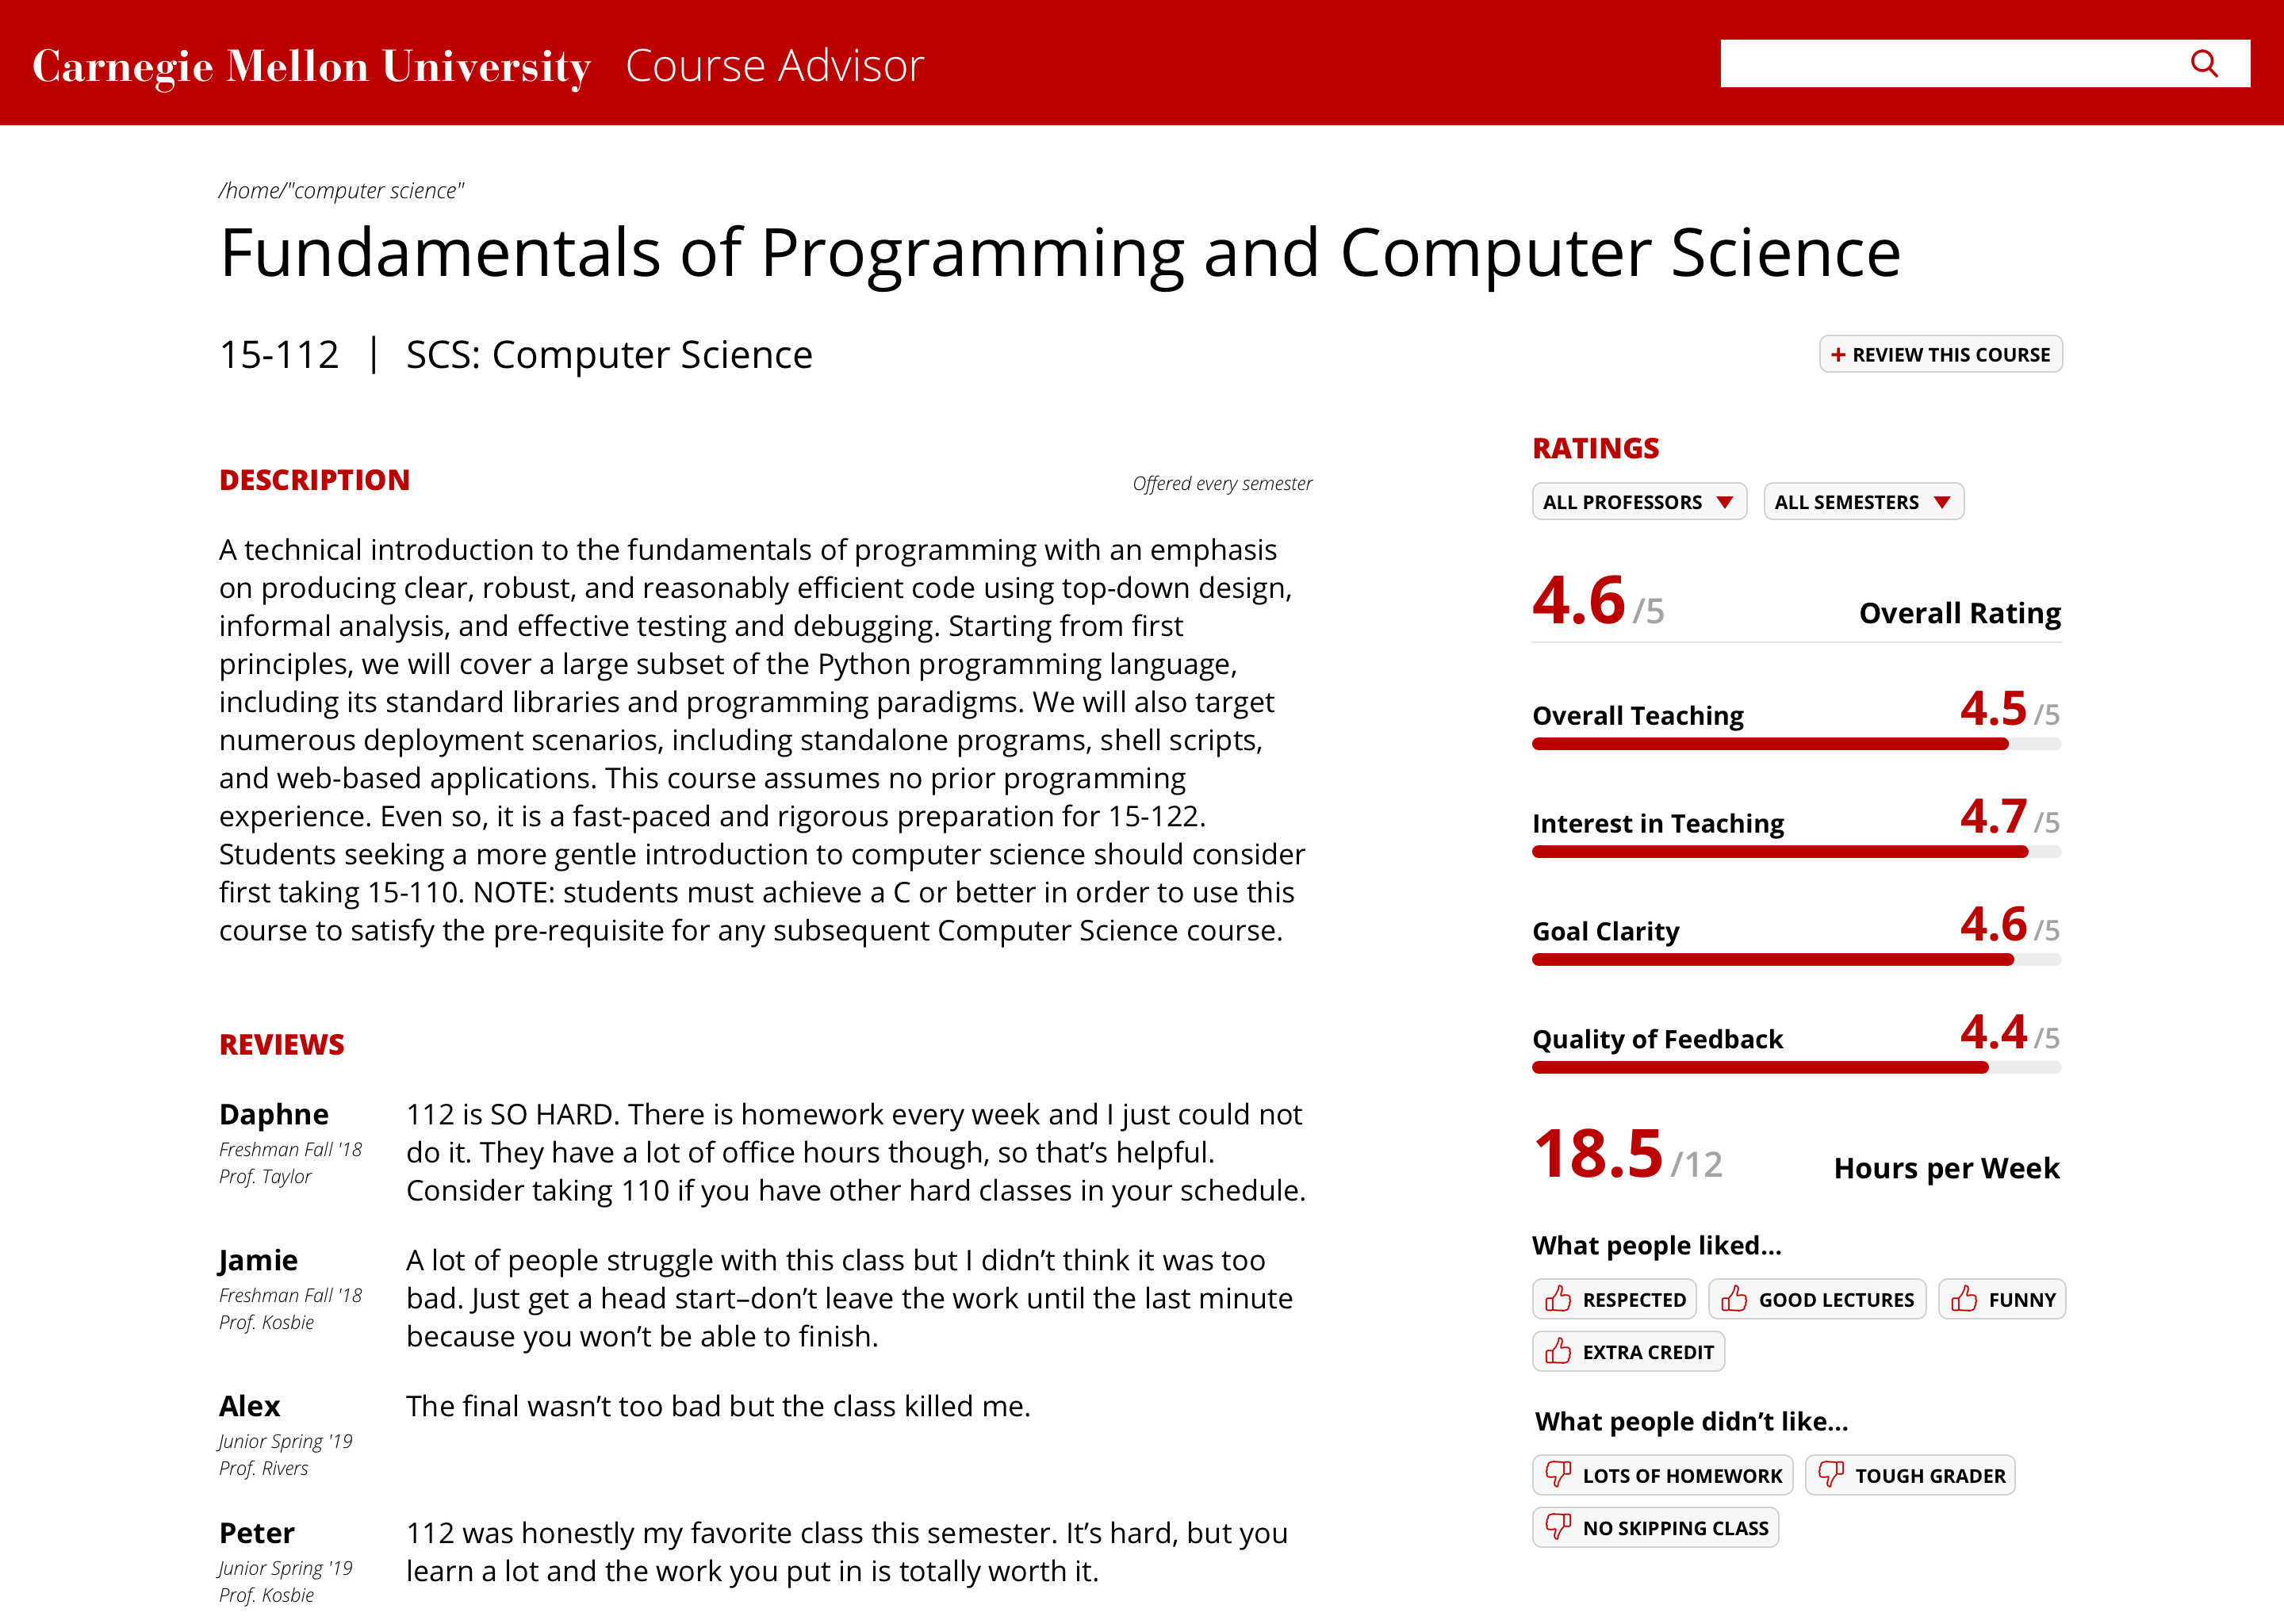 Carnegie Mellon University Course Advisor
/home/"computer science"
Fundamentals of Programming and Computer Science
15-112 | SCS: Computer Science
+ REVIEW THIS COURSE
DESCRIPTION
Offered every semester
A technical introduction to the fundamentals of programming with an emphasis
on producing clear, robust, and reasonably efficient code using top-down design,
informal analysis, and effective testing and debugging. Starting from first
principles, we will cover a large subset of the Python programming language,
including its standard libraries and programming paradigms. We will also target
numerous deployment scenarios, including standalone programs, shell scripts,
and web-based applications. This course assumes no prior programming
experience. Even so, it is a fast-paced and rigorous preparation for 15-122.
Students seeking a more gentle introduction to computer science should consider
first taking 15-110. NOTE: students must achieve a C or better in order to use this
course to satisfy the pre-requisite for any subsequent Computer Science course.
REVIEWS
Daphne
Freshman Fall '18
Prof. Taylor
112 is SO HARD. There is homework every week and I just could not
do it. They have a lot of office hours though, so that’s helpful.
Consider taking 110 if you have other hard classes in your schedule.
Jamie
Freshman Fall '18
Prof. Kosbie
A lot of people struggle with this class but I didn’t think it was too
bad. Just get a head start–don’t leave the work until the last minute
because you won’t be able to finish.
Alex
Junior Spring '19
Prof. Rivers
The final wasn’t too bad but the class killed me.
Peter
Junior Spring '19
Prof. Kosbie
112 was honestly my favorite class this semester. It’s hard, but you
learn a lot and the work you put in is totally worth it.
RATINGS
ALL PROFESSORS ▼ ALL SEMESTERS ▼
4.6 /5 Overall Rating
Overall Teaching 4.5 /5
Interest in Teaching 4.7 /5
Goal Clarity 4.6 /5
Quality of Feedback 4.4 /5
18.5 /12 Hours per Week
What people liked...
RESPECTED GOOD LECTURES FUNNY
EXTRA CREDIT
What people didn’t like...
LOTS OF HOMEWORK TOUGH GRADER
NO SKIPPING CLASS